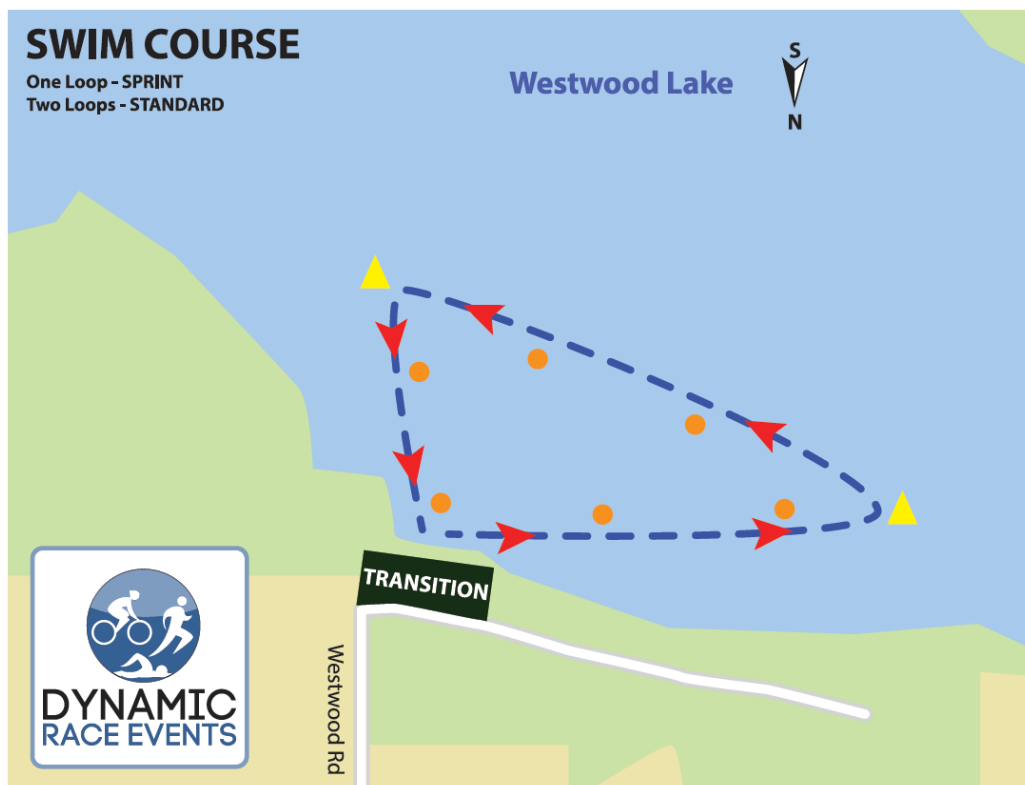 SWIM COURSE
One Loop - SPRINT
Two Loops - STANDARD
Westwood Lake
S
N
TRANSITION
Westwood Rd
DYNAMIC
RACE EVENTS